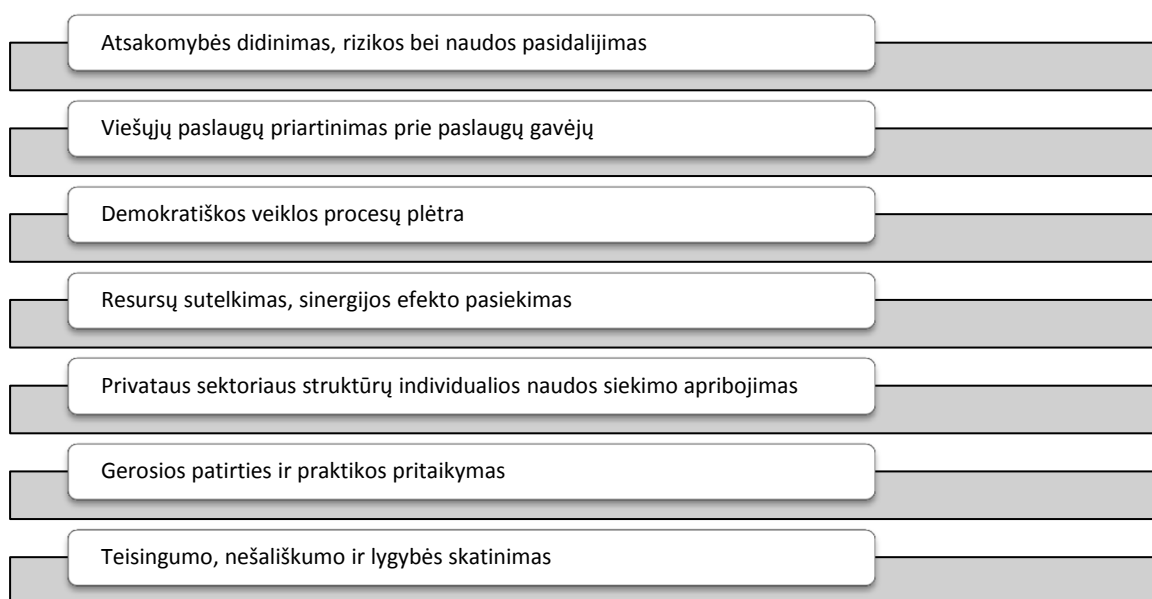 Atsakomybės didinimas, rizikos bei naudos pasidalijimas
Viešųjų paslaugų priartinimas prie paslaugų gavėjų
Demokratiškos veiklos procesų plėtra
Resursų sutelkimas, sinergijos efekto pasiekimas
Privataus sektoriaus struktūrų individualios naudos siekimo apribojimas
Gerosios patirties ir praktikos pritaikymas
Teisingumo, nešališkumo ir lygybės skatinimas